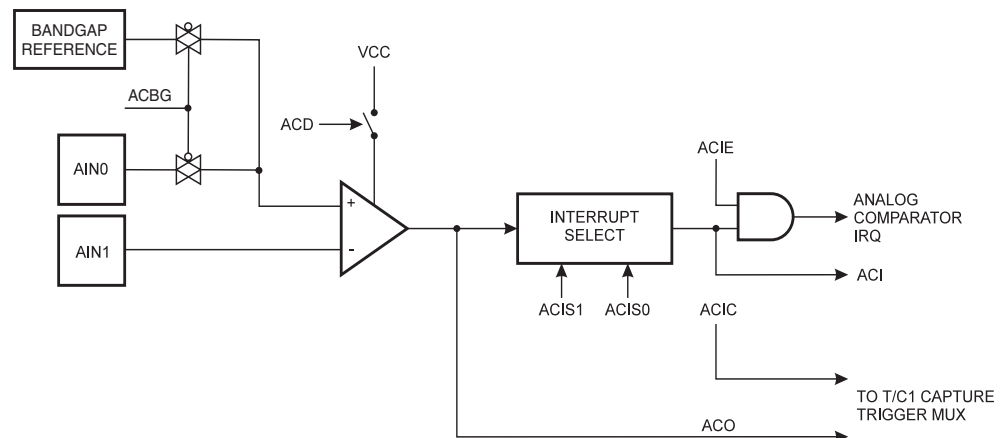 BANDGAP
REFERENCE
ACBG
VCC
ACD
AIN0
AIN1
+
-
INTERRUPT
SELECT
ACIS1
ACIS0
ACIE
ANALOG
COMPARATOR
IRQ
ACI
ACIC
TO T/C1 CAPTURE
TRIGGER MUX
ACO